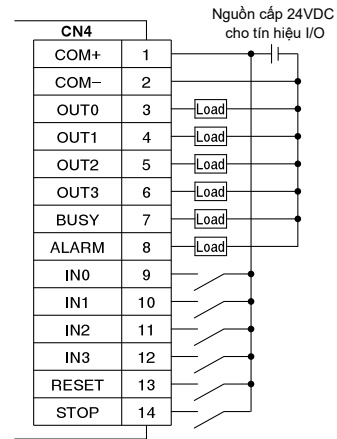 Nguồn cấp 24VDC
cho tín hiệu I/O
CN4
COM+ 1
COM− 2
OUT0 3 Load
OUT1 4 Load
OUT2 5 Load
OUT3 6 Load
BUSY 7 Load
ALARM 8 Load
IN0 9
IN1 10
IN2 11
IN3 12
RESET 13
STOP 14